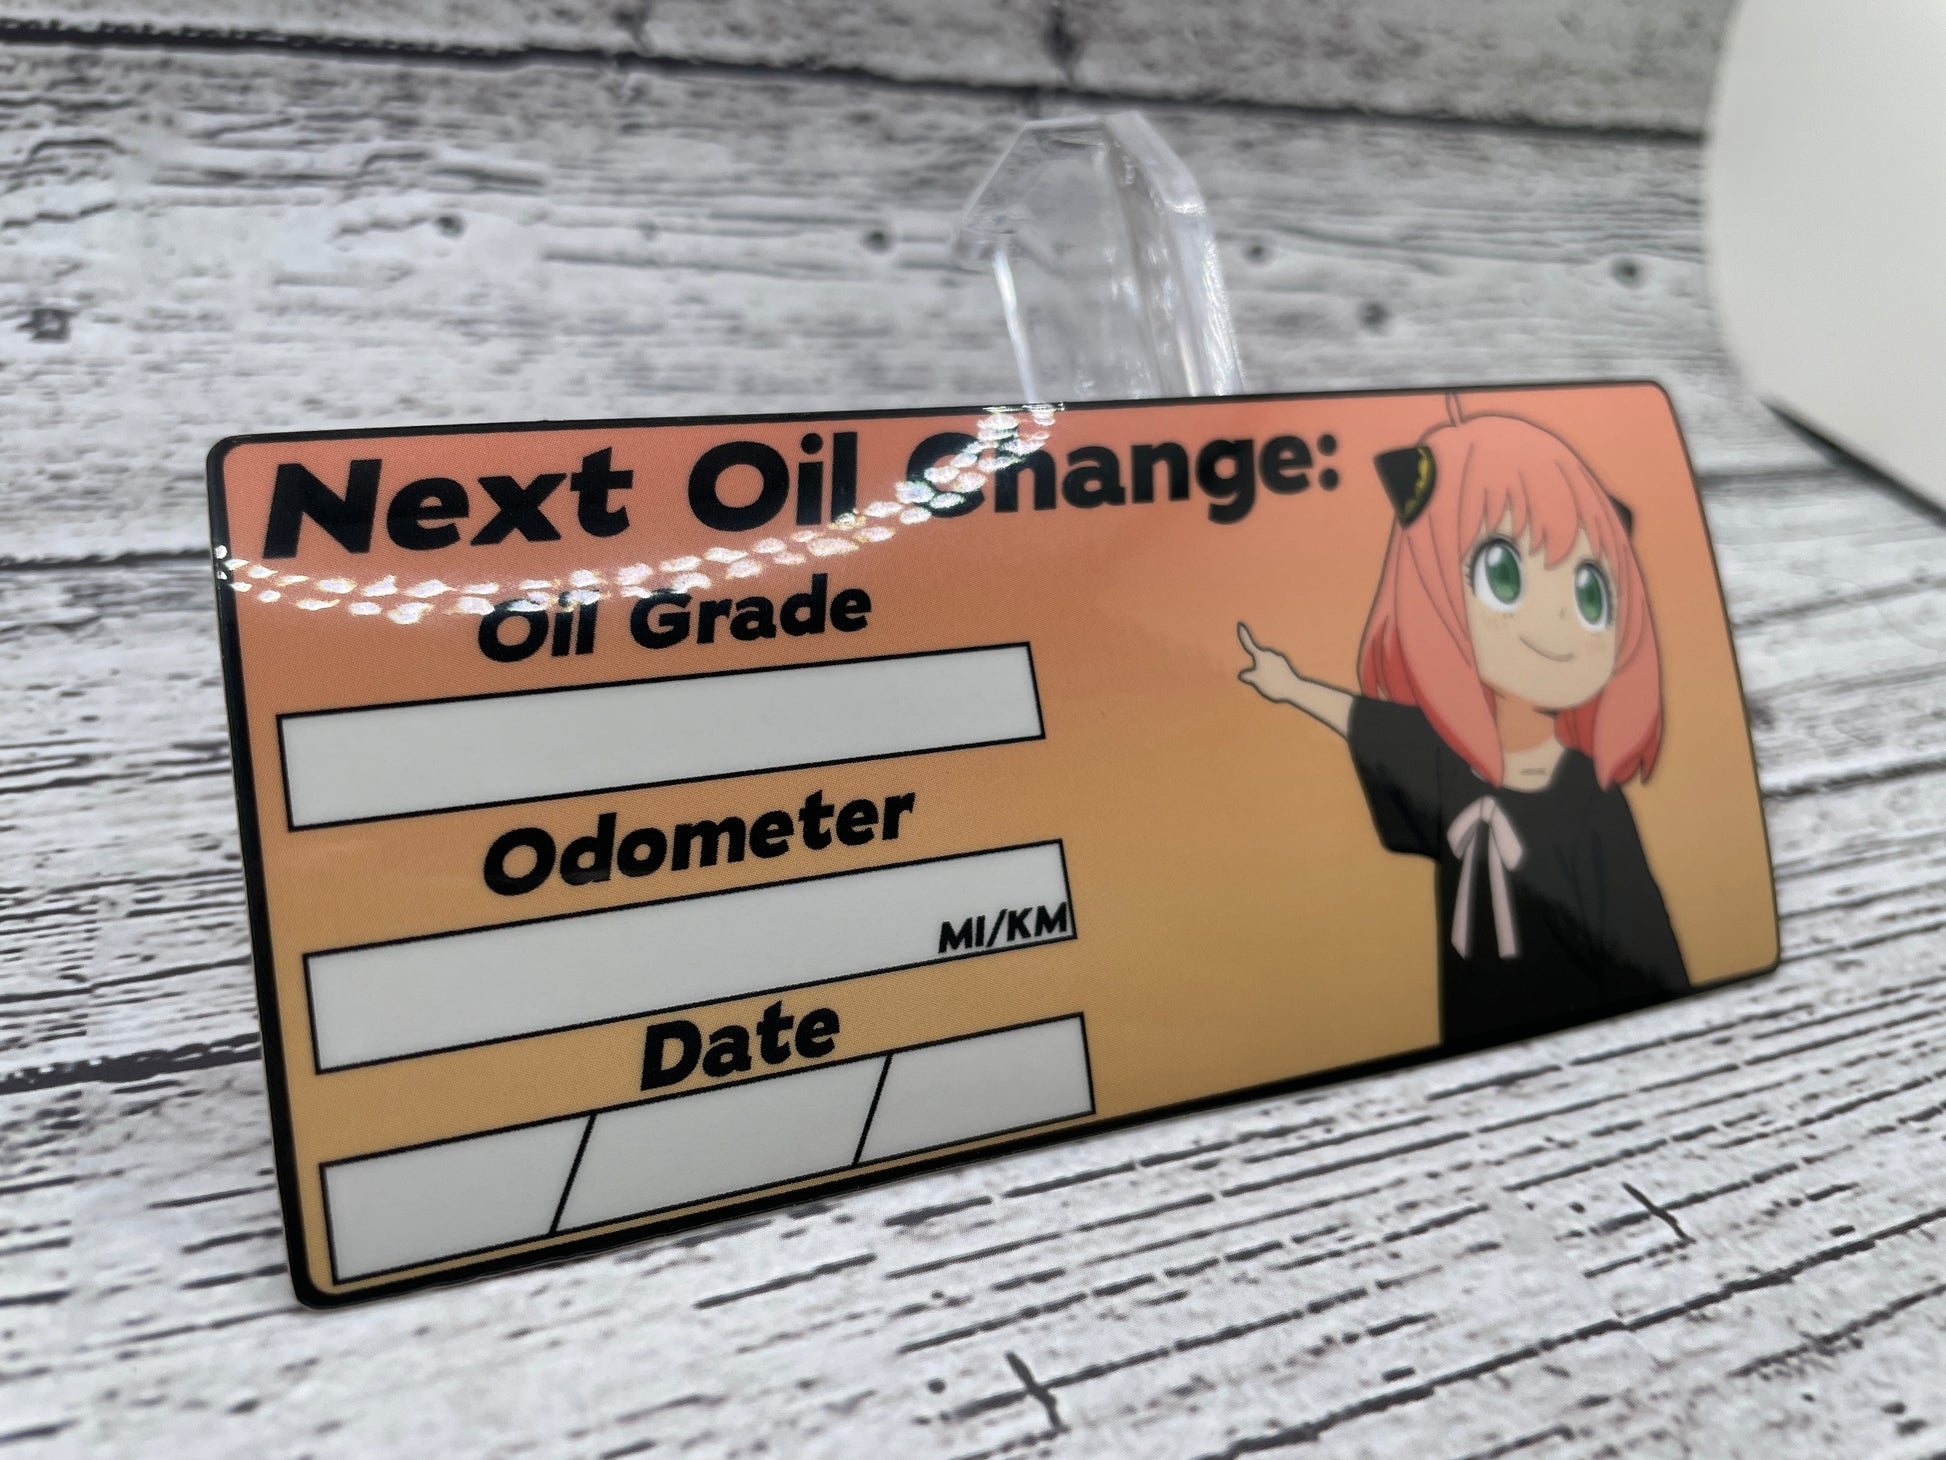 Next Oil Change:
Oil Grade
Odometer
MI/KM
Date